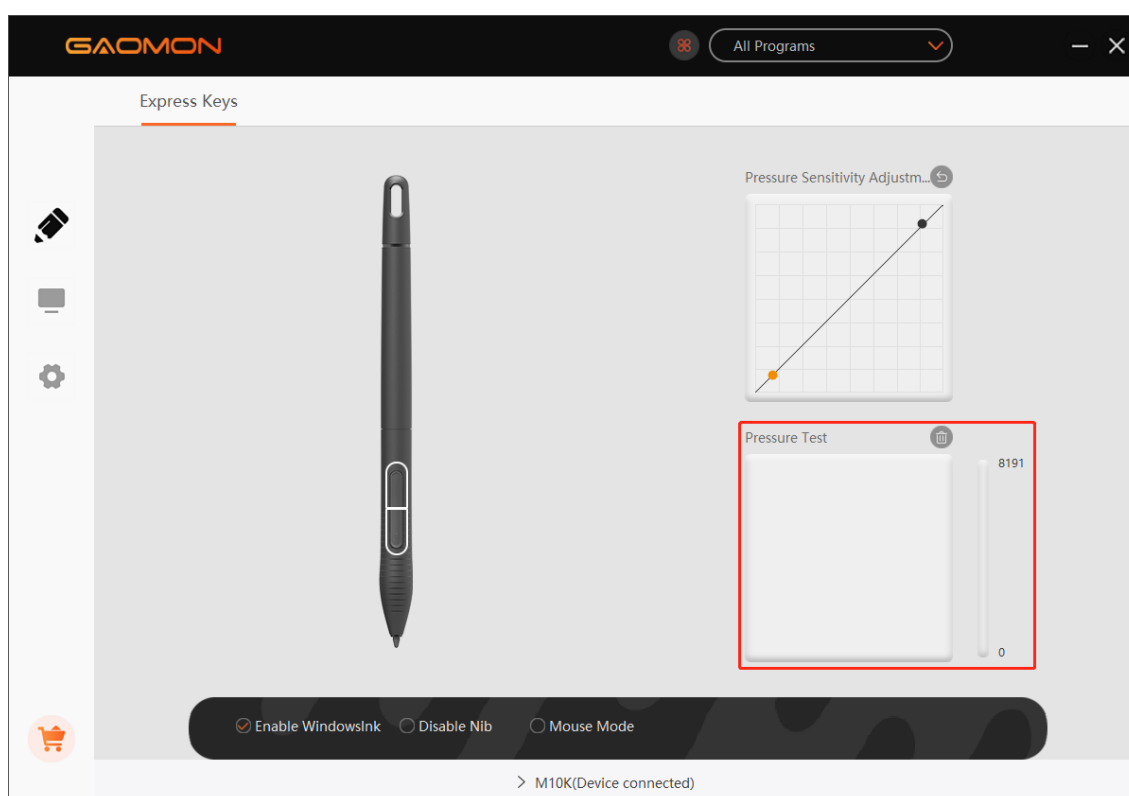 GAOMON
All Programs
Express Keys
Pressure Sensitivity Adjustm...
Pressure Test
8191
0
Enable WindowsInk Disable Nib Mouse Mode
M10K(Device connected)